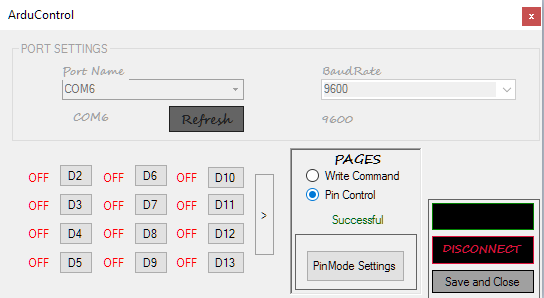 ArduControl
x
PORT SETTINGS
Port Name
BaudRate
COM6
9600
COM6
Refresh
9600
OFF D2 OFF D6 OFF D10
OFF D3 OFF D7 OFF D11
OFF D4 OFF D8 OFF D12
OFF D5 OFF D9 OFF D13
>
PAGES
Write Command
Pin Control
Successful
PinMode Settings
DISCONNECT
Save and Close